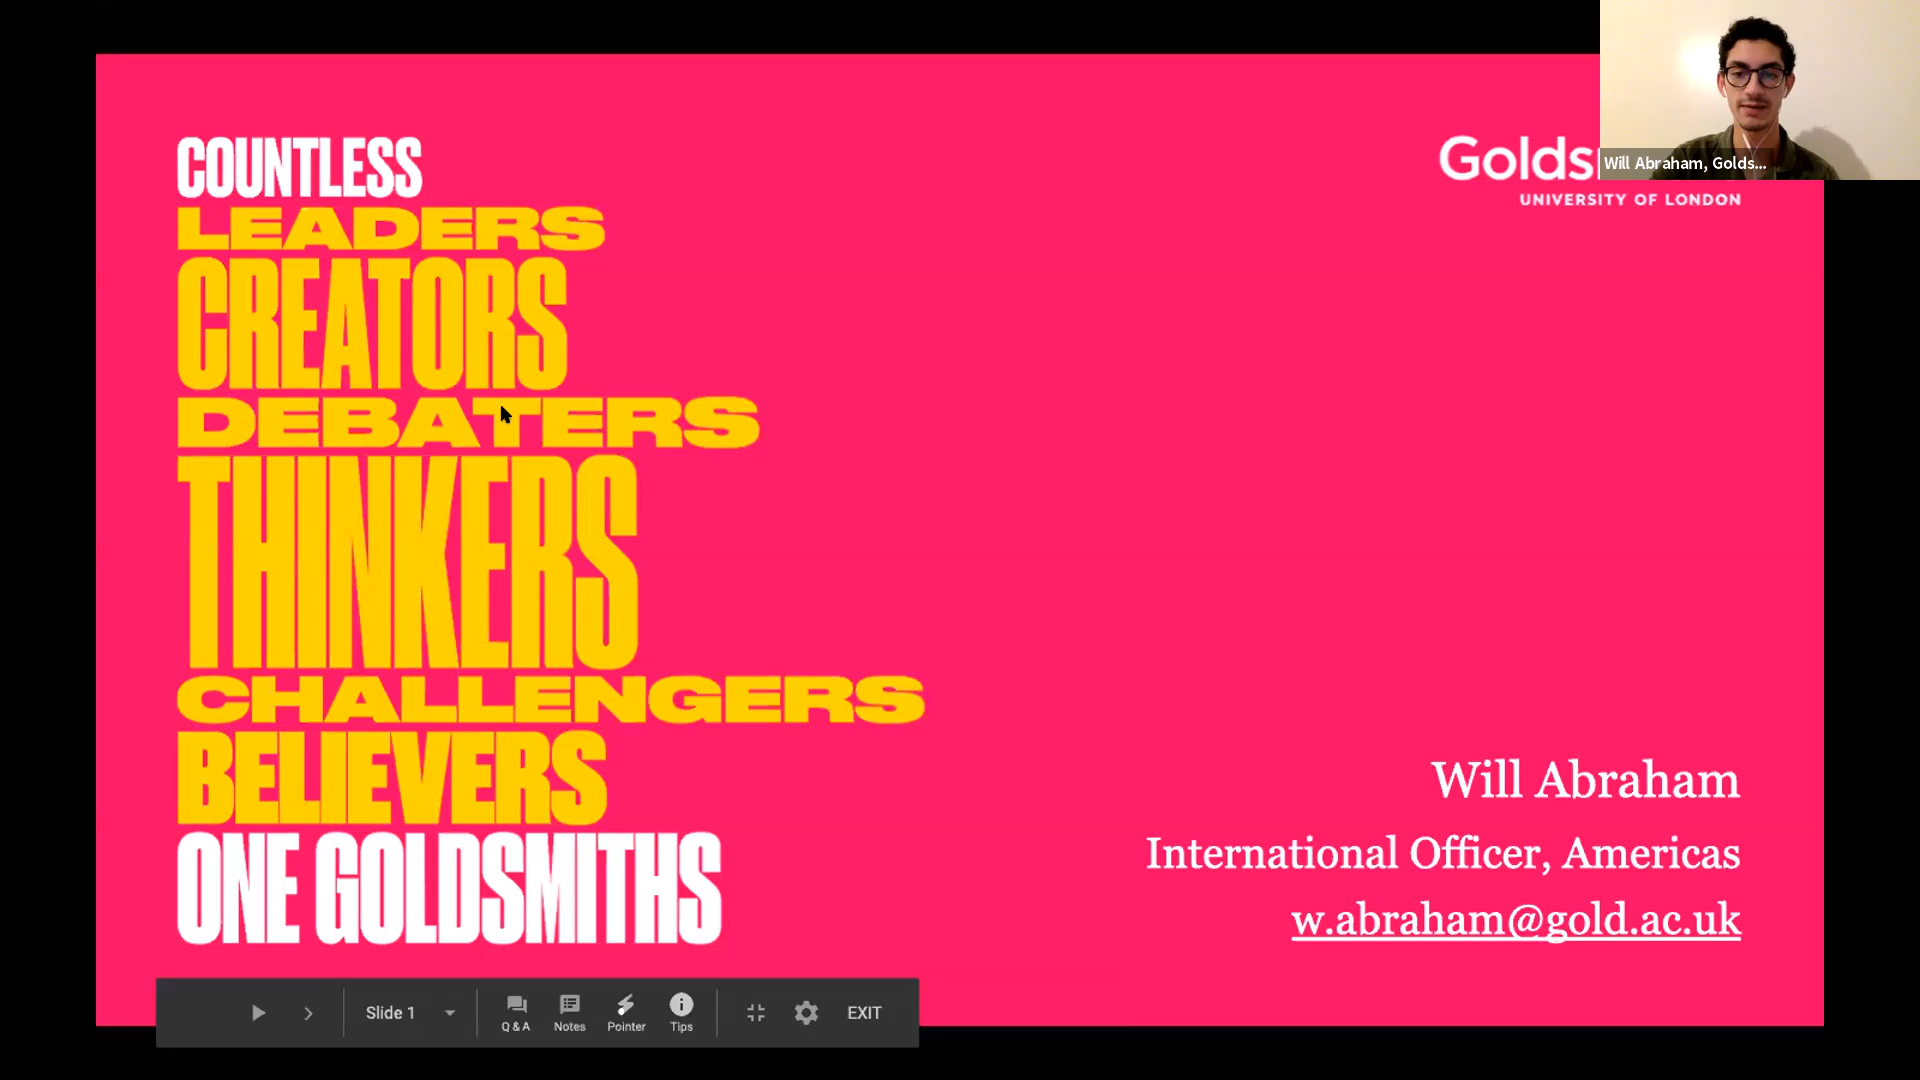 COUNTLESS
LEADERS
CREATORS
DEBATERS
THINKERS
CHALLENGERS
BELIEVERS
ONE GOLDSMITHS
Golds
UNIVERSITY OF LONDON
Will Abraham, Golds...
Will Abraham
International Officer, Americas
w.abraham@gold.ac.uk
Slide 1
Q & A
Notes
Pointer
Tips
EXIT